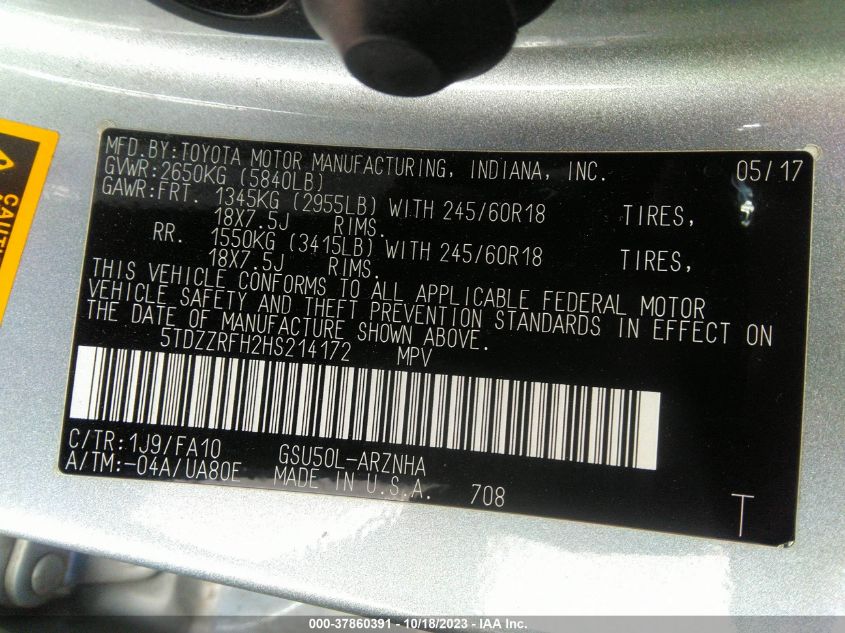 CAUTI
MFD.BY:TOYOTA MOTOR MANUFACTURING, INDIANA, INC. 05/17
GVWR:2650KG (5840LB)
GAWR:FRT. 1345KG (2955LB) WITH 245/60R18 TIRES,
18X7.5J RIMS.
RR. 1550KG (3415LB) WITH 245/60R18 TIRES,
18X7.5J RIMS.
THIS VEHICLE CONFORMS TO ALL APPLICABLE FEDERAL MOTOR
VEHICLE SAFETY AND THEFT PREVENTION STANDARDS IN EFFECT ON
THE DATE OF MANUFACTURE SHOWN ABOVE.
5TDZZRFH2HS214172 MPV
C/TR:1J9/FA10 GSU50L-ARZNHA
A/TM:-04A/UA80E MADE IN U.S.A. 708 T
000-37860391 - 10/18/2023 - IAA Inc.